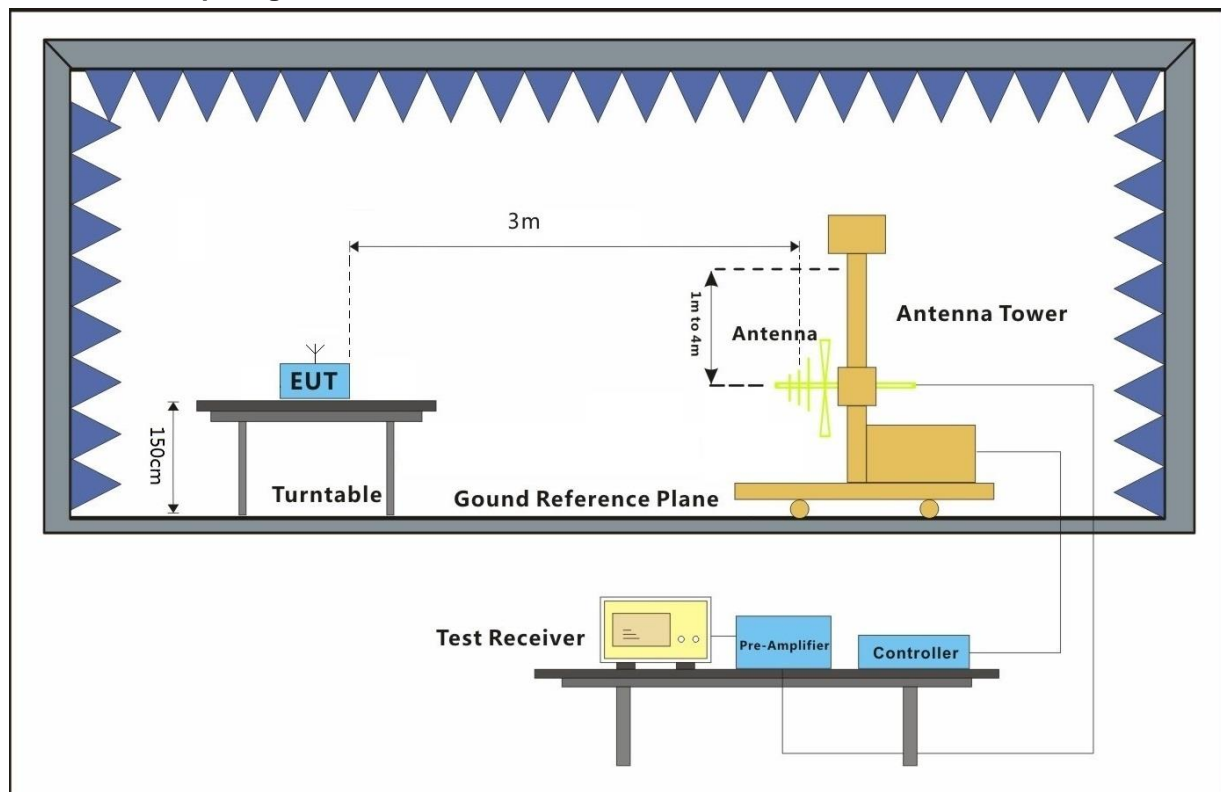 3m
1m to 4m
Antenna
Antenna Tower
EUT
150cm
Turntable
Gound Reference Plane
Test Receiver
Pre-Amplifier
Controller